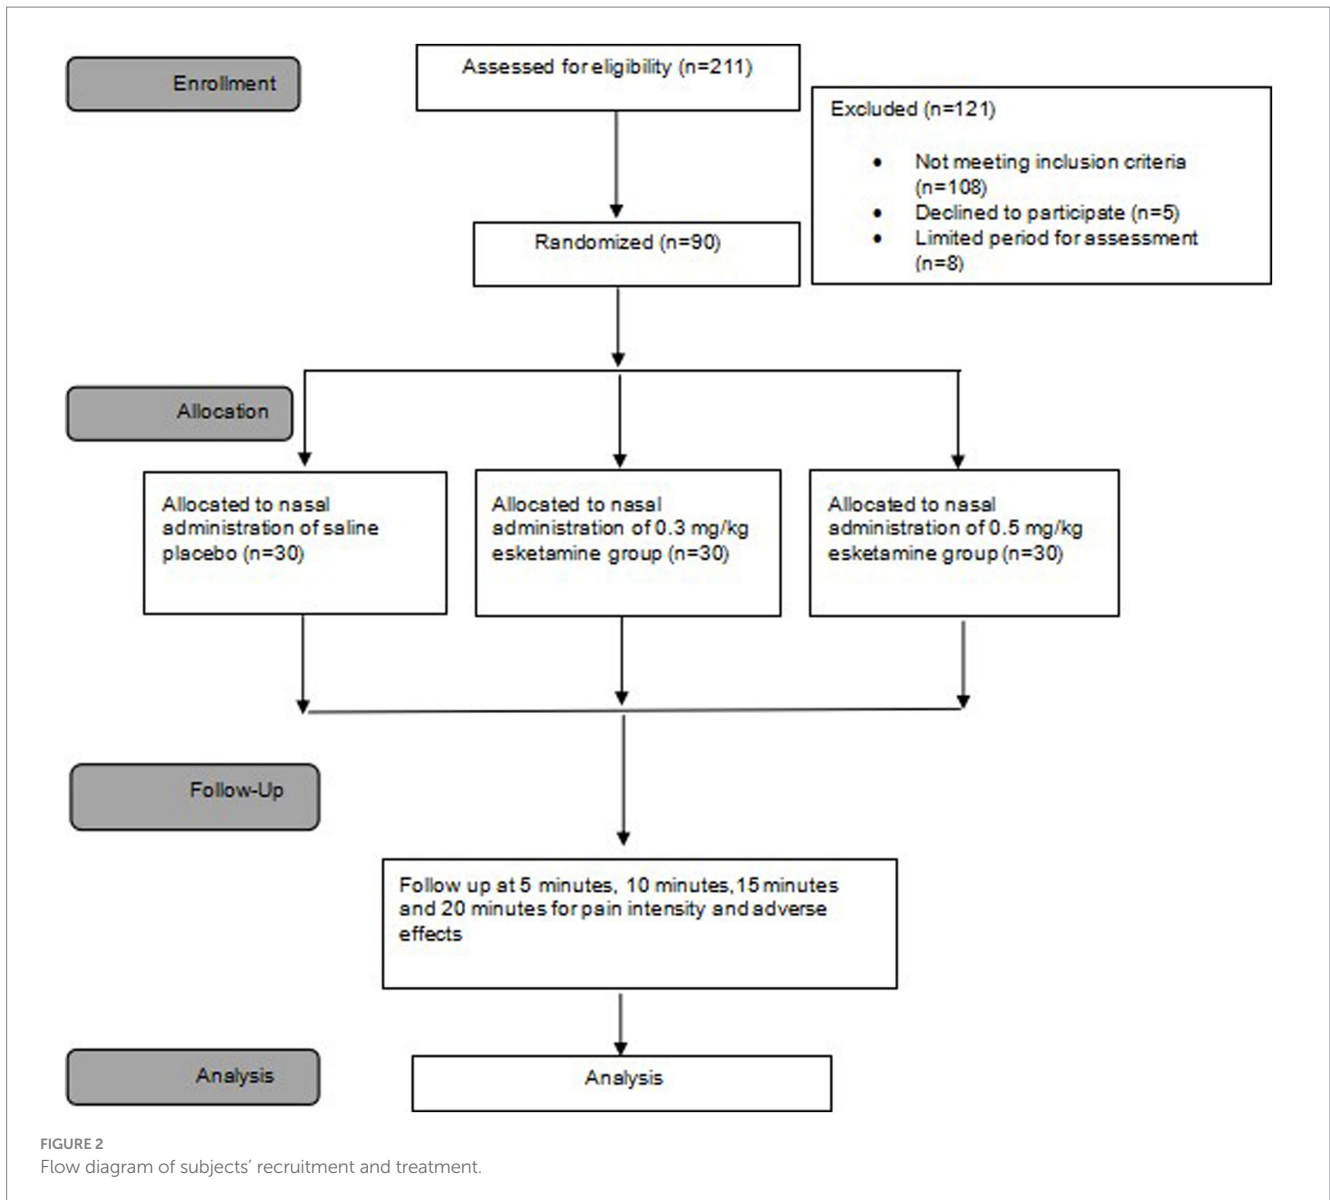 Enrollment
Assessed for eligibility (n=211)
Excluded (n=121)
• Not meeting inclusion criteria
(n=108)
• Declined to participate (n=5)
• Limited period for assessment
(n=8)
Randomized (n=90)
Allocation
Allocated to nasal
administration of saline
placebo (n=30)
Allocated to nasal
administration of 0.3 mg/kg
esketamine group (n=30)
Allocated to nasal
administration of 0.5 mg/kg
esketamine group (n=30)
Follow-Up
Follow up at 5 minutes, 10 minutes,15 minutes
and 20 minutes for pain intensity and adverse
effects
Analysis
Analysis
FIGURE 2
Flow diagram of subjects’ recruitment and treatment.